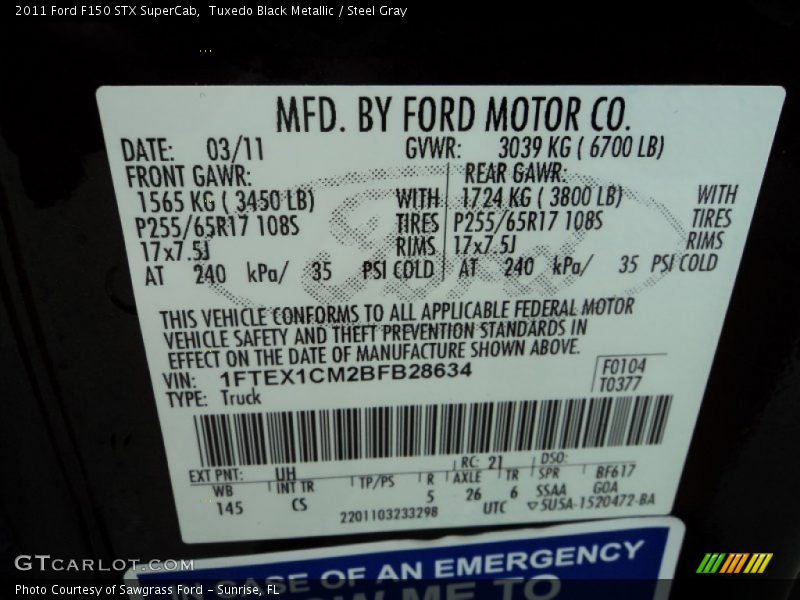 2011 Ford F150 STX SuperCab, Tuxedo Black Metallic / Steel Gray
MFD. BY FORD MOTOR CO.
DATE: 03/11 GVWR: 3039 KG ( 6700 LB)
FRONT GAWR: REAR GAWR:
1565 KG ( 3450 LB) WITH 1724 KG ( 3800 LB) WITH
P255/65R17 108S TIRES P255/65R17 108S TIRES
17x7.5J RIMS 17x7.5J RIMS
AT 240 kPa/ 35 PSI COLD AT 240 kPa/ 35 PSI COLD
THIS VEHICLE CONFORMS TO ALL APPLICABLE FEDERAL MOTOR
VEHICLE SAFETY AND THEFT PREVENTION STANDARDS IN
EFFECT ON THE DATE OF MANUFACTURE SHOWN ABOVE.
VIN: 1FTEX1CM2BFB28634 F0104
TYPE: Truck T0377
EXT PNT: UH RC: 21 DSO:
WB INT TR TP/PS R AXLE TR SPR BF617
145 CS 5 26 6 SSAA GOA
2201103233298 UTC ▽5U5A-1520472-BA
IN CASE OF AN EMERGENCY
OW ME TO
GTCARLOT.COM
Photo Courtesy of Sawgrass Ford - Sunrise, FL